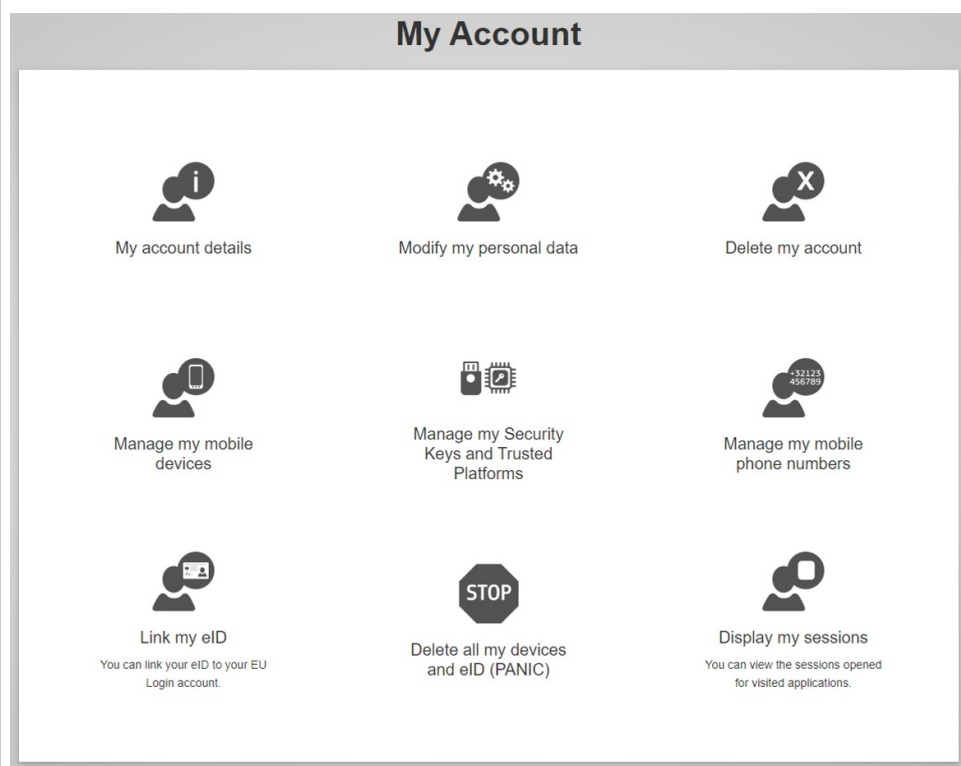 My Account
i
X
My account details
Modify my personal data
Delete my account
+32123
456789
Manage my mobile
devices
Manage my Security
Keys and Trusted
Platforms
Manage my mobile
phone numbers
STOP
Link my eID
You can link your eID to your EU
Login account.
Delete all my devices
and eID (PANIC)
Display my sessions
You can view the sessions opened
for visited applications.